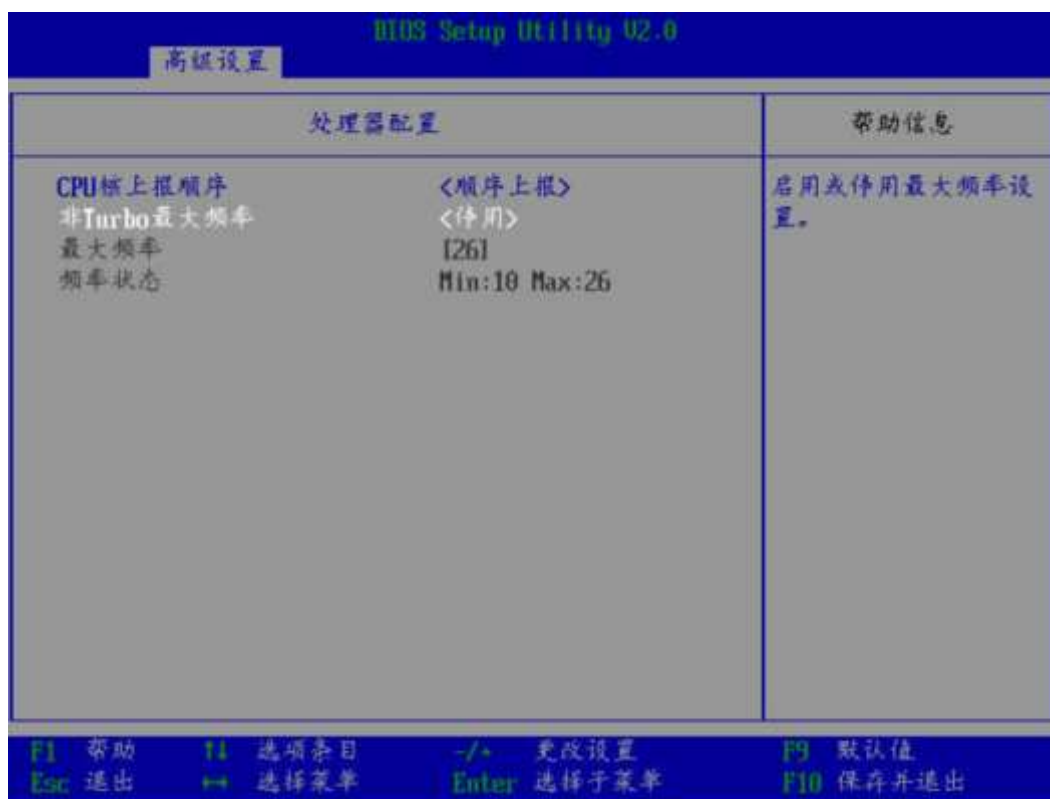 BIOS Setup Utility V2.0
高级设置
处理器配置
帮助信息
CPU核上报顺序 <顺序上报>
非Turbo最大频率 <停用>
最大频率 [26]
频率状态 Min:10 Max:26
启用或停用最大频率设
置。
F1 帮助 ↑↓ 选项条目 -/+ 更改设置 F9 默认值
Esc 退出 ←→ 选择菜单 Enter 选择子菜单 F10 保存并退出